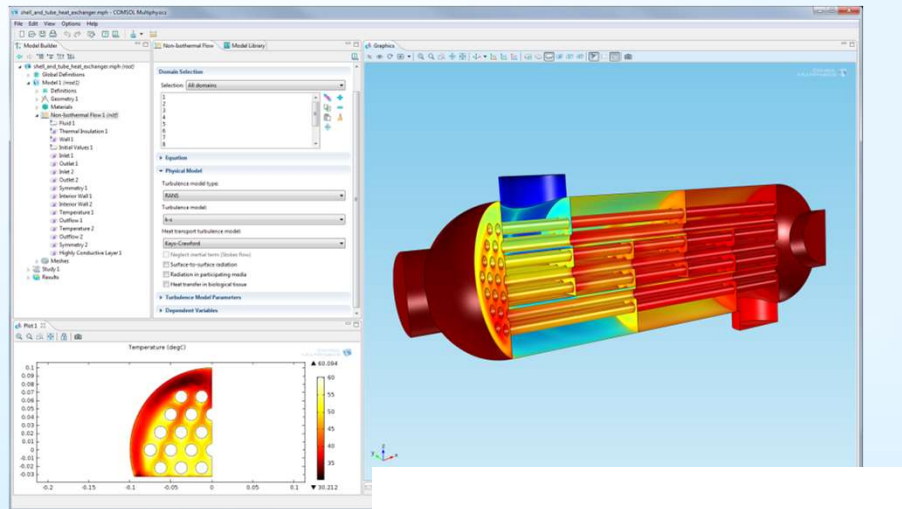 shell_and_tube_heat_exchanger.mph - COMSOL Multiphysics
File Edit View Options Help
Model Builder
Non-Isothermal Flow Model Library
Graphics
shell_and_tube_heat_exchanger.mph (root)
Global Definitions
Model 1 (mod1)
Definitions
Geometry 1
Materials
Non-Isothermal Flow 1 (nitf)
Fluid 1
Thermal Insulation 1
Wall 1
Initial Values 1
Inlet 1
Outlet 1
Inlet 2
Outlet 2
Symmetry 1
Interior Wall 1
Interior Wall 2
Temperature 1
Outflow 1
Temperature 2
Outflow 2
Symmetry 2
Highly Conductive Layer 1
Meshes
Study 1
Results
Domain Selection
Selection: All domains
1
2
3
4
5
6
7
8
Equation
Physical Model
Turbulence model type:
RANS
Turbulence model:
k-ε
Heat transport turbulence model:
Kays-Crawford
Neglect inertial term (Stokes flow)
Surface-to-surface radiation
Radiation in participating media
Heat transfer in biological tissue
Turbulence Model Parameters
Dependent Variables
Plot 1
Temperature (degC)
▲ 60.084
0.1
0.09
0.08
0.07
0.06
0.05
0.04
0.03
0.02
0.01
0
-0.01
-0.02
-0.03
60
55
50
45
40
35
▼ 30.212
-0.2 -0.15 -0.1 -0.05 0 0.05 0.1
z
y x